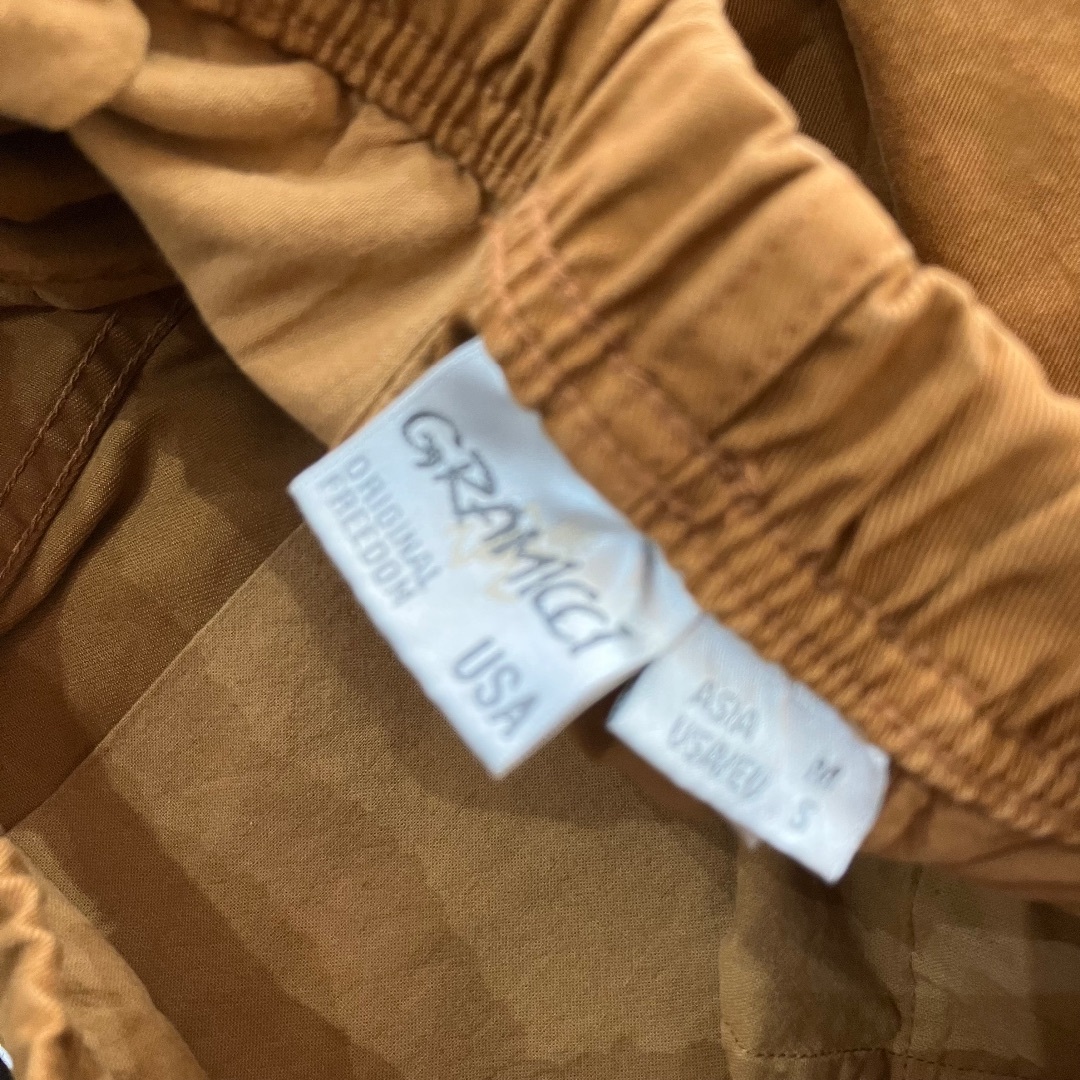 GRAMICCI
ORIGINAL
FREEDOM
USA
ASIA M
USA/EU S